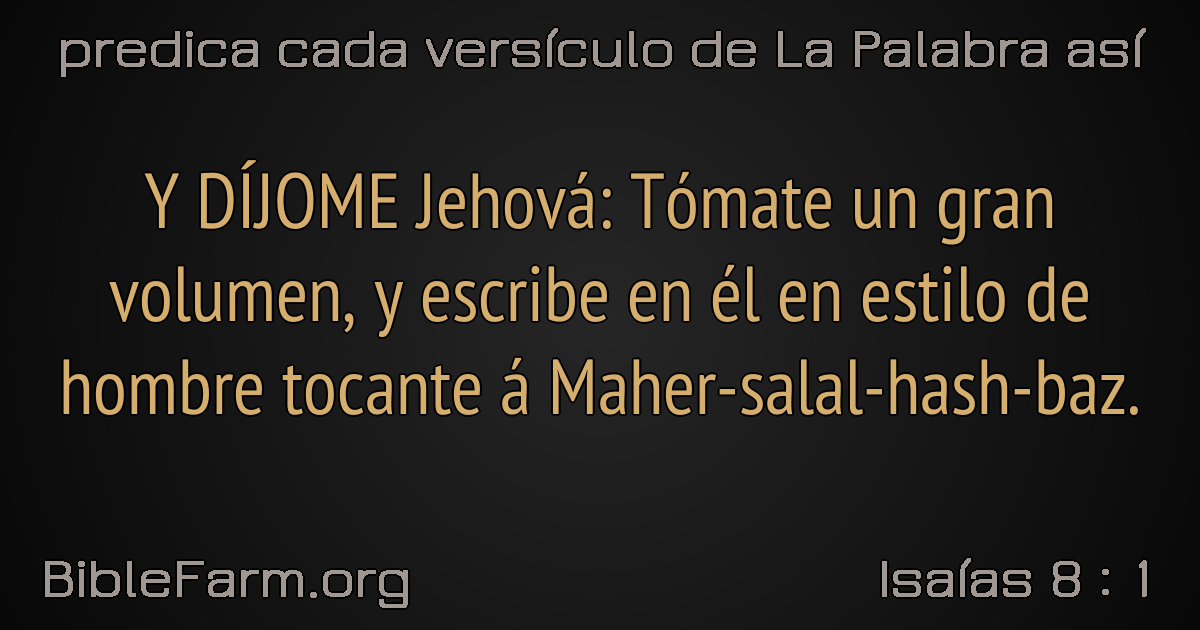 predica cada versículo de La Palabra así
Y DÍJOME Jehová: Tómate un gran
volumen, y escribe en él en estilo de
hombre tocante á Maher-salal-hash-baz.
BibleFarm.org
Isaías 8 : 1